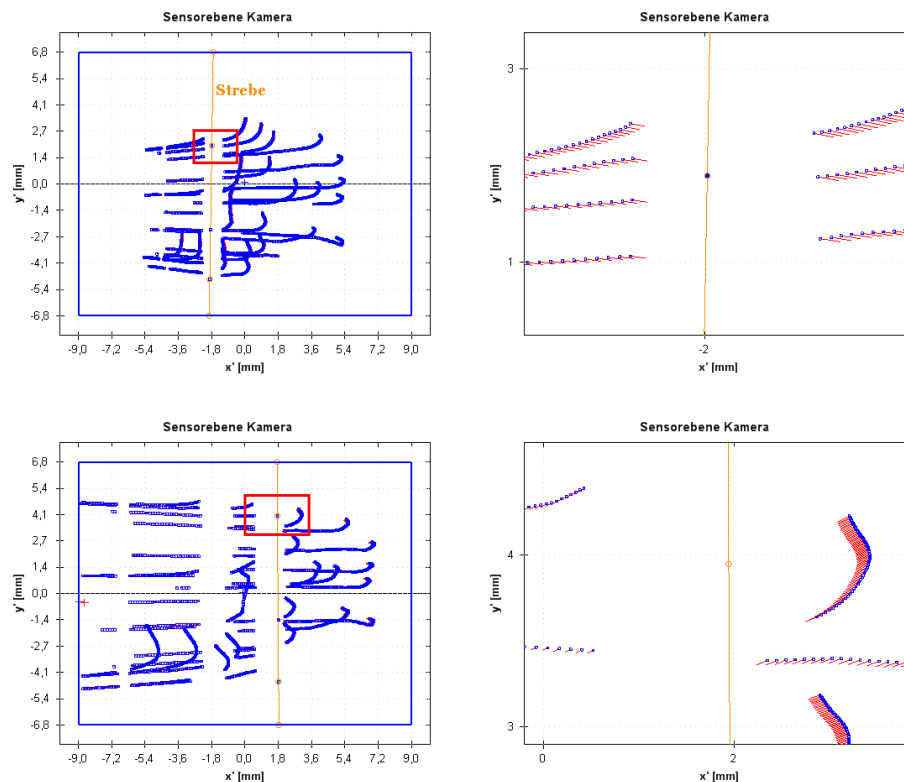 Sensorebene Kamera
6,8
5,4
4,1
2,7
1,4
0,0
-1,4
-2,7
-4,1
-5,4
-6,8
y' [mm]
Strebe
-9,0 -7,2 -5,4 -3,6 -1,8 0,0 1,8 3,6 5,4 7,2 9,0
x' [mm]
Sensorebene Kamera
3
1
y' [mm]
-2
x' [mm]
Sensorebene Kamera
6,8
5,4
4,1
2,7
1,4
0,0
-1,4
-2,7
-4,1
-5,4
-6,8
y' [mm]
-9,0 -7,2 -5,4 -3,6 -1,8 0,0 1,8 3,6 5,4 7,2 9,0
x' [mm]
Sensorebene Kamera
4
3
y' [mm]
0 2
x' [mm]